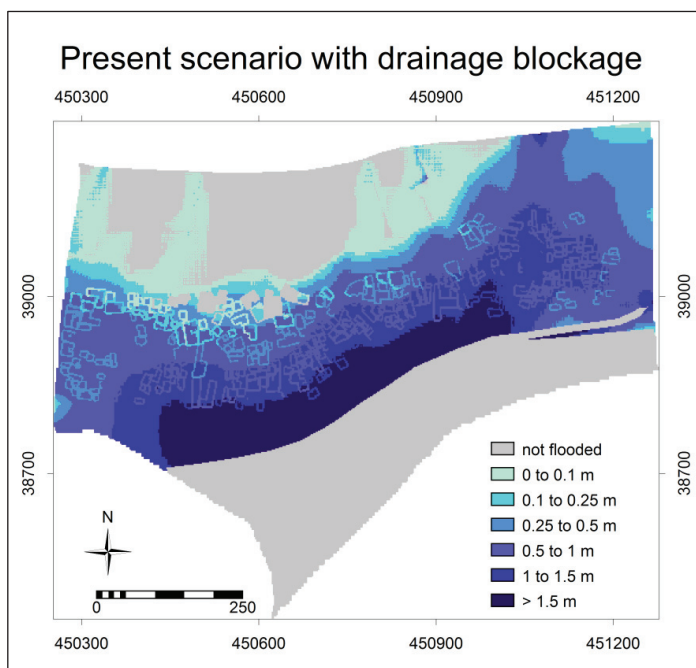 Present scenario with drainage blockage
450300 450600 450900 451200
39000 39000
38700 38700
not flooded
0 to 0.1 m
0.1 to 0.25 m
0.25 to 0.5 m
0.5 to 1 m
1 to 1.5 m
> 1.5 m
N
0 250
450300 450600 450900 451200